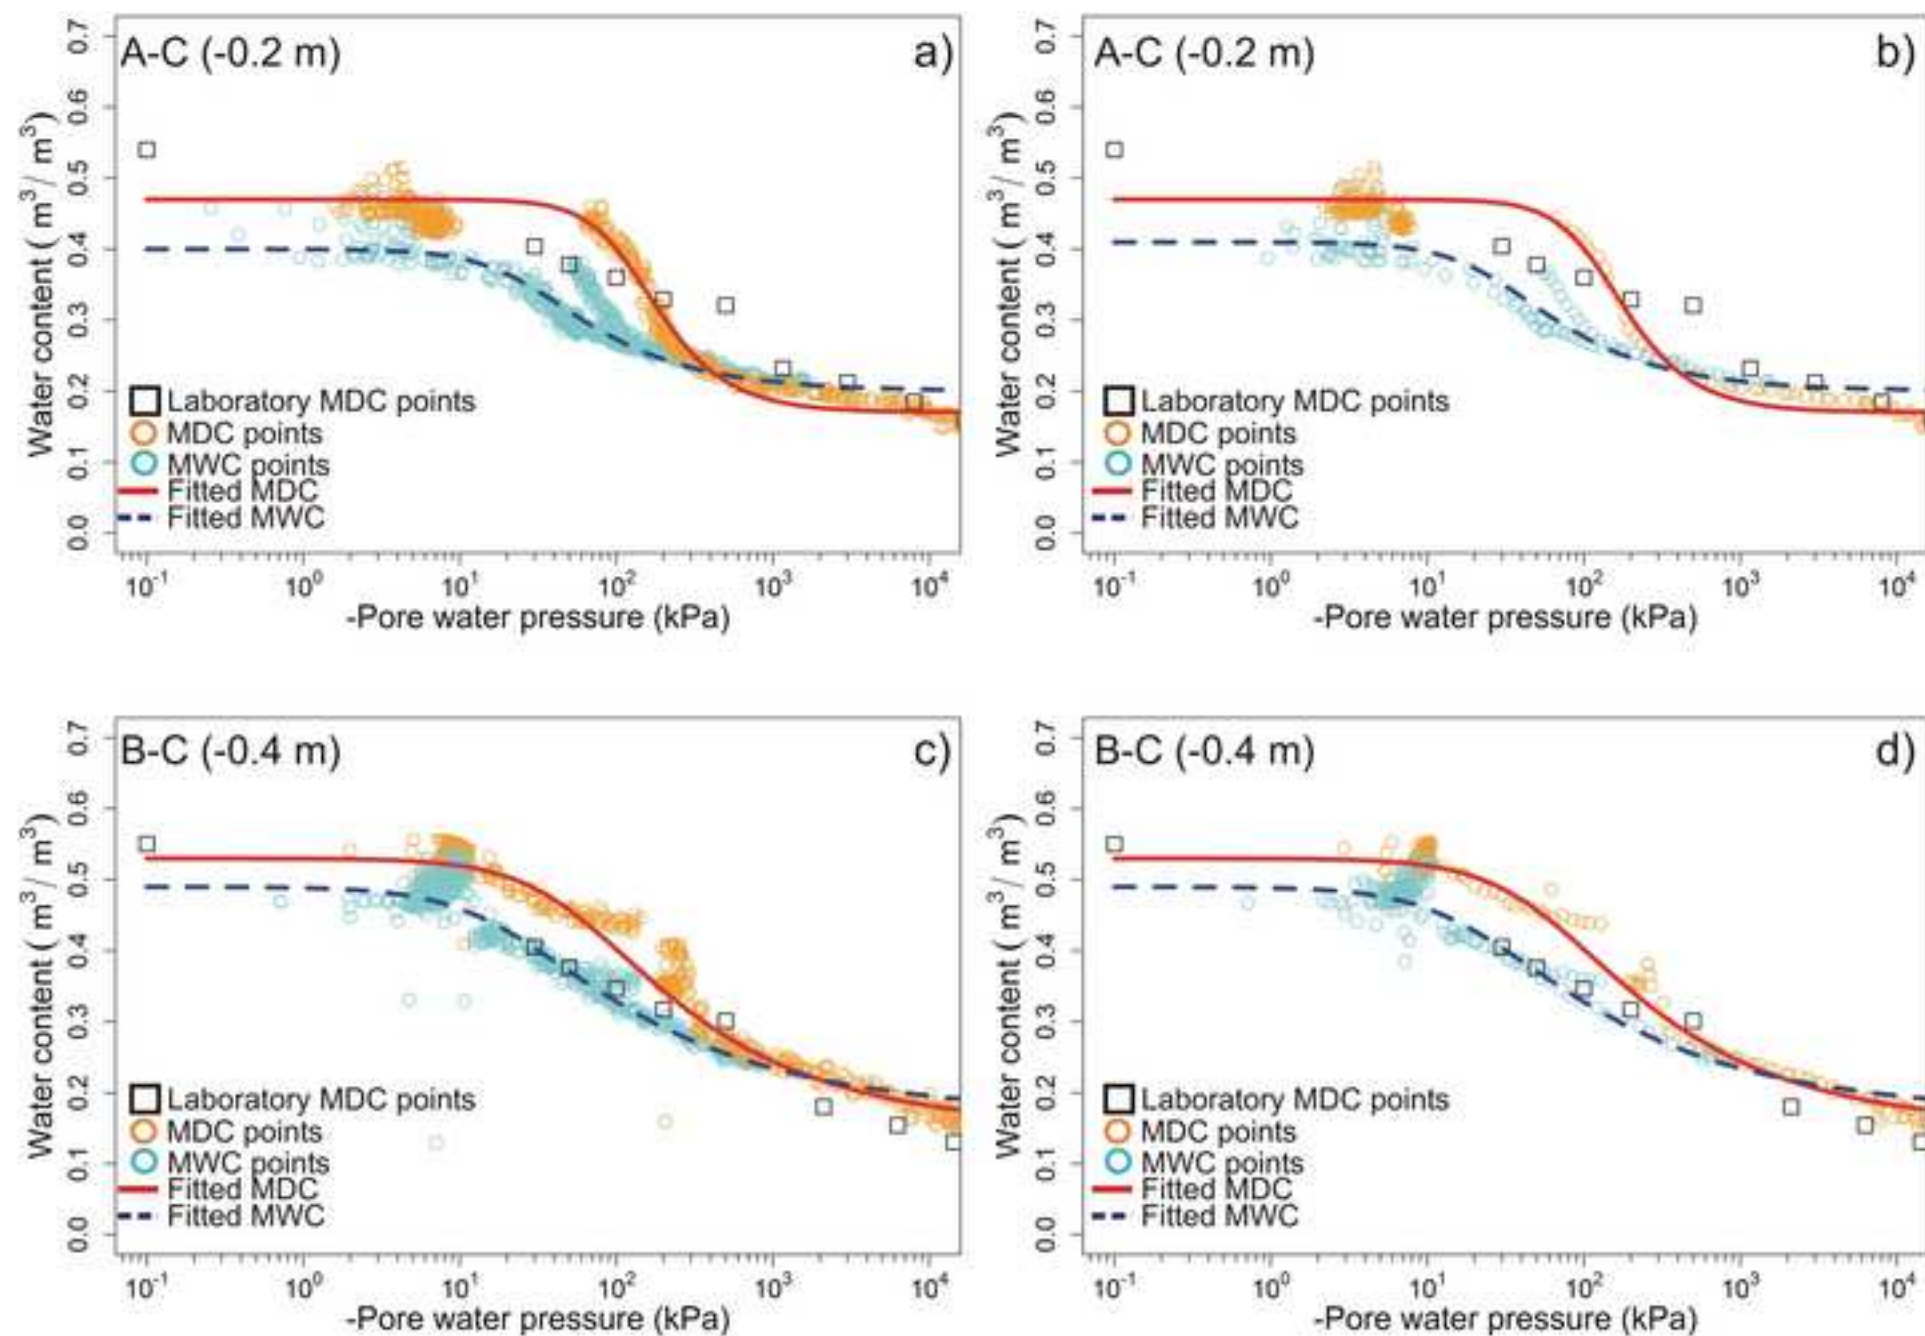 A-C (-0.2 m)
a)
Water content ( m³ / m³)
0.7
0.6
0.5
0.4
0.3
0.2
0.1
0.0
Laboratory MDC points
MDC points
MWC points
Fitted MDC
Fitted MWC
10⁻¹ 10⁰ 10¹ 10² 10³ 10⁴
-Pore water pressure (kPa)
A-C (-0.2 m)
b)
Water content ( m³ / m³)
0.7
0.6
0.5
0.4
0.3
0.2
0.1
0.0
Laboratory MDC points
MDC points
MWC points
Fitted MDC
Fitted MWC
10⁻¹ 10⁰ 10¹ 10² 10³ 10⁴
-Pore water pressure (kPa)
B-C (-0.4 m)
c)
Water content ( m³ / m³)
0.7
0.6
0.5
0.4
0.3
0.2
0.1
0.0
Laboratory MDC points
MDC points
MWC points
Fitted MDC
Fitted MWC
10⁻¹ 10⁰ 10¹ 10² 10³ 10⁴
-Pore water pressure (kPa)
B-C (-0.4 m)
d)
Water content ( m³ / m³)
0.7
0.6
0.5
0.4
0.3
0.2
0.1
0.0
Laboratory MDC points
MDC points
MWC points
Fitted MDC
Fitted MWC
10⁻¹ 10⁰ 10¹ 10² 10³ 10⁴
-Pore water pressure (kPa)